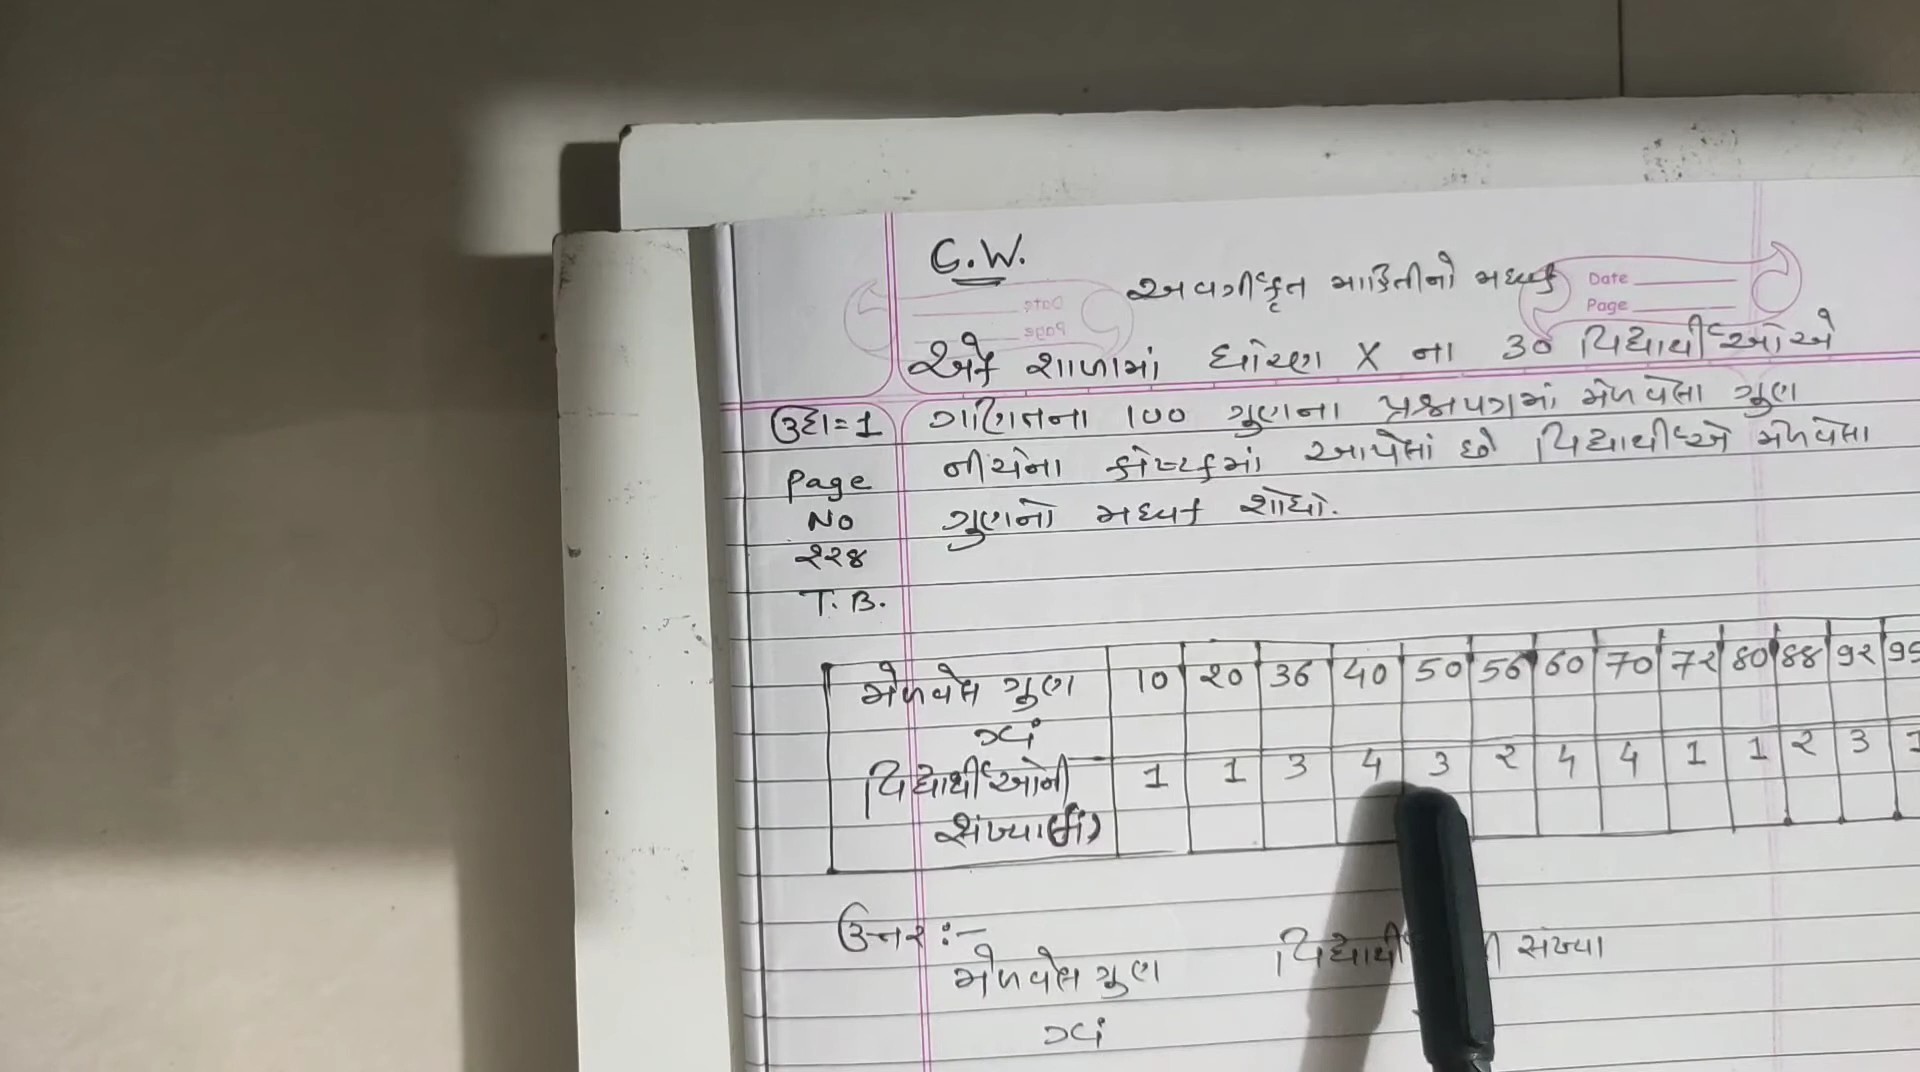 C.W.
અવર્ગીકૃત માહિતીનો મધ્યક
Date
Page
એક શાળામાં ધોરણ X ના 30 વિદ્યાર્થીઓએ
ઉદા=1 ગણિતના 100 ગુણના પ્રશ્નપત્રમાં મેળવેલા ગુણ
નીચેના કોષ્ટકમાં આપેલાં છે વિદ્યાર્થીએ મેળવેલા
Page
No ગુણનો મધ્યક શોધો.
૨૨૪
T.B.
મેળવેલ ગુણ 10 20 36 40 50 56 60 70 72 80 88 92 95
xi
વિદ્યાર્થીઓની 1 1 3 4 3 2 4 4 1 1 2 3 1
સંખ્યા(fi)
ઉત્તર :-
મેળવેલ ગુણ સંખ્યા
xi